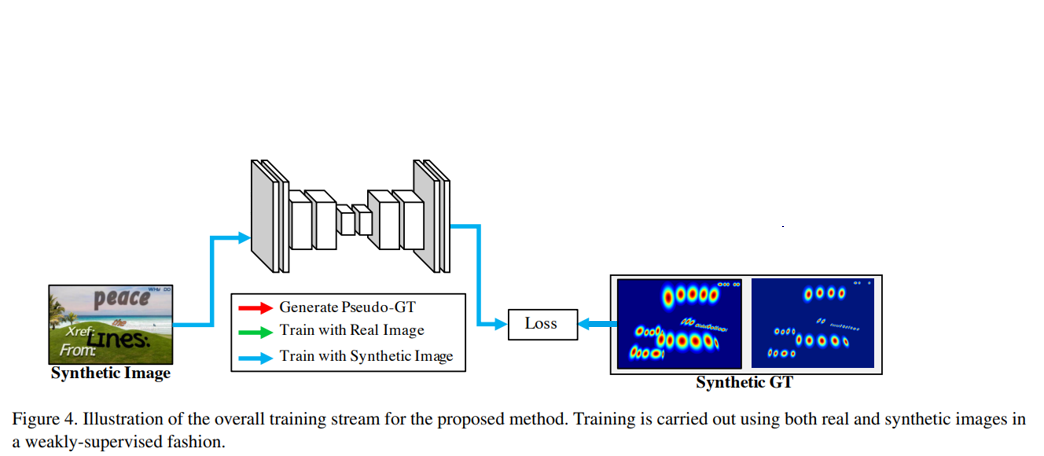 peace
the
Xref:
LINES:
From:
Synthetic Image
Generate Pseudo-GT
Train with Real Image
Train with Synthetic Image
Loss
Synthetic GT
Figure 4. Illustration of the overall training stream for the proposed method. Training is carried out using both real and synthetic images in
a weakly-supervised fashion.